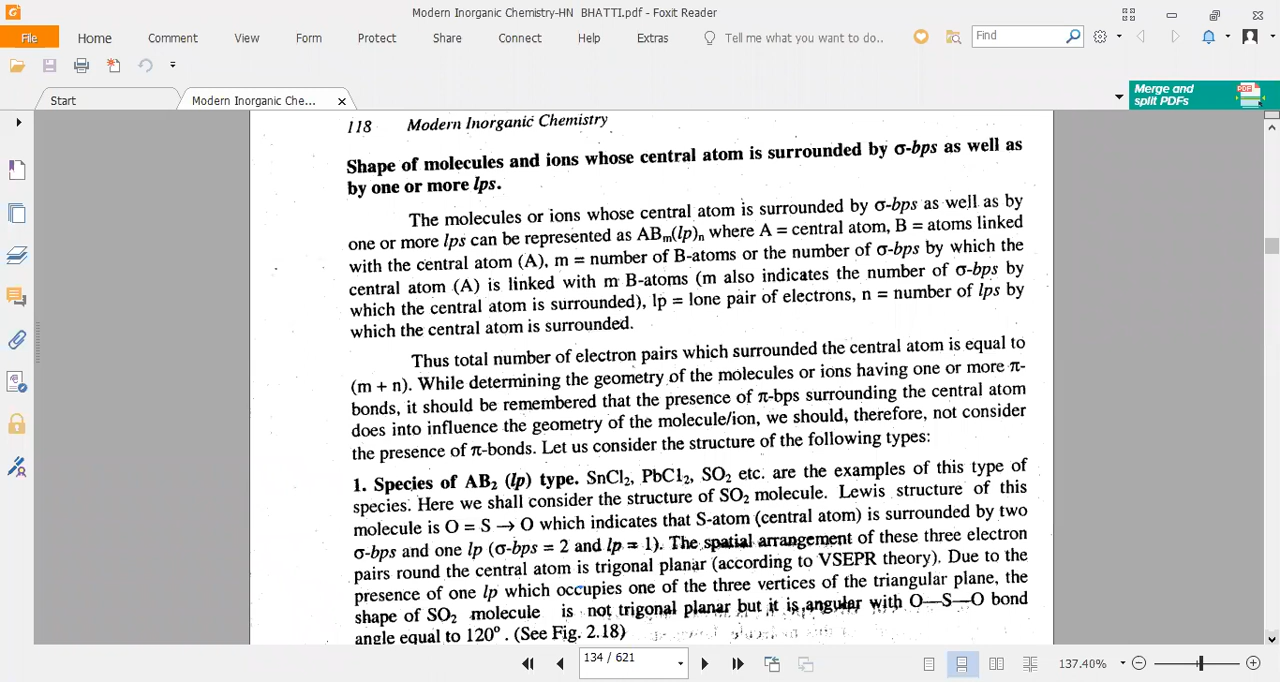 Modern Inorganic Chemistry-HN BHATTI.pdf - Foxit Reader
File Home Comment View Form Protect Share Connect Help Extras Tell me what you want to do.. Find
Start Modern Inorganic Che... Merge and
split PDFs
118 Modern Inorganic Chemistry
Shape of molecules and ions whose central atom is surrounded by σ-bps as well as
by one or more lps.
The molecules or ions whose central atom is surrounded by σ-bps as well as by
one or more lps can be represented as ABm(lp)n where A = central atom, B = atoms linked
with the central atom (A), m = number of B-atoms or the number of σ-bps by which the
central atom (A) is linked with m B-atoms (m also indicates the number of σ-bps by
which the central atom is surrounded), lp = lone pair of electrons, n = number of lps by
which the central atom is surrounded.
Thus total number of electron pairs which surrounded the central atom is equal to
(m + n). While determining the geometry of the molecules or ions having one or more π-
bonds, it should be remembered that the presence of π-bps surrounding the central atom
does into influence the geometry of the molecule/ion, we should, therefore, not consider
the presence of π-bonds. Let us consider the structure of the following types:
1. Species of AB₂ (lp) type. SnCl₂, PbC1₂, SO₂ etc. are the examples of this type of
species. Here we shall consider the structure of SO₂ molecule. Lewis structure of this
molecule is O = S → O which indicates that S-atom (central atom) is surrounded by two
σ-bps and one lp (σ-bps = 2 and lp = 1). The spatial arrangement of these three electron
pairs round the central atom is trigonal planar (according to VSEPR theory). Due to the
presence of one lp which occupies one of the three vertices of the triangular plane, the
shape of SO₂ molecule is not trigonal planar but it is angular with O—S—O bond
angle equal to 120°. (See Fig. 2.18)
134 / 621 137.40%